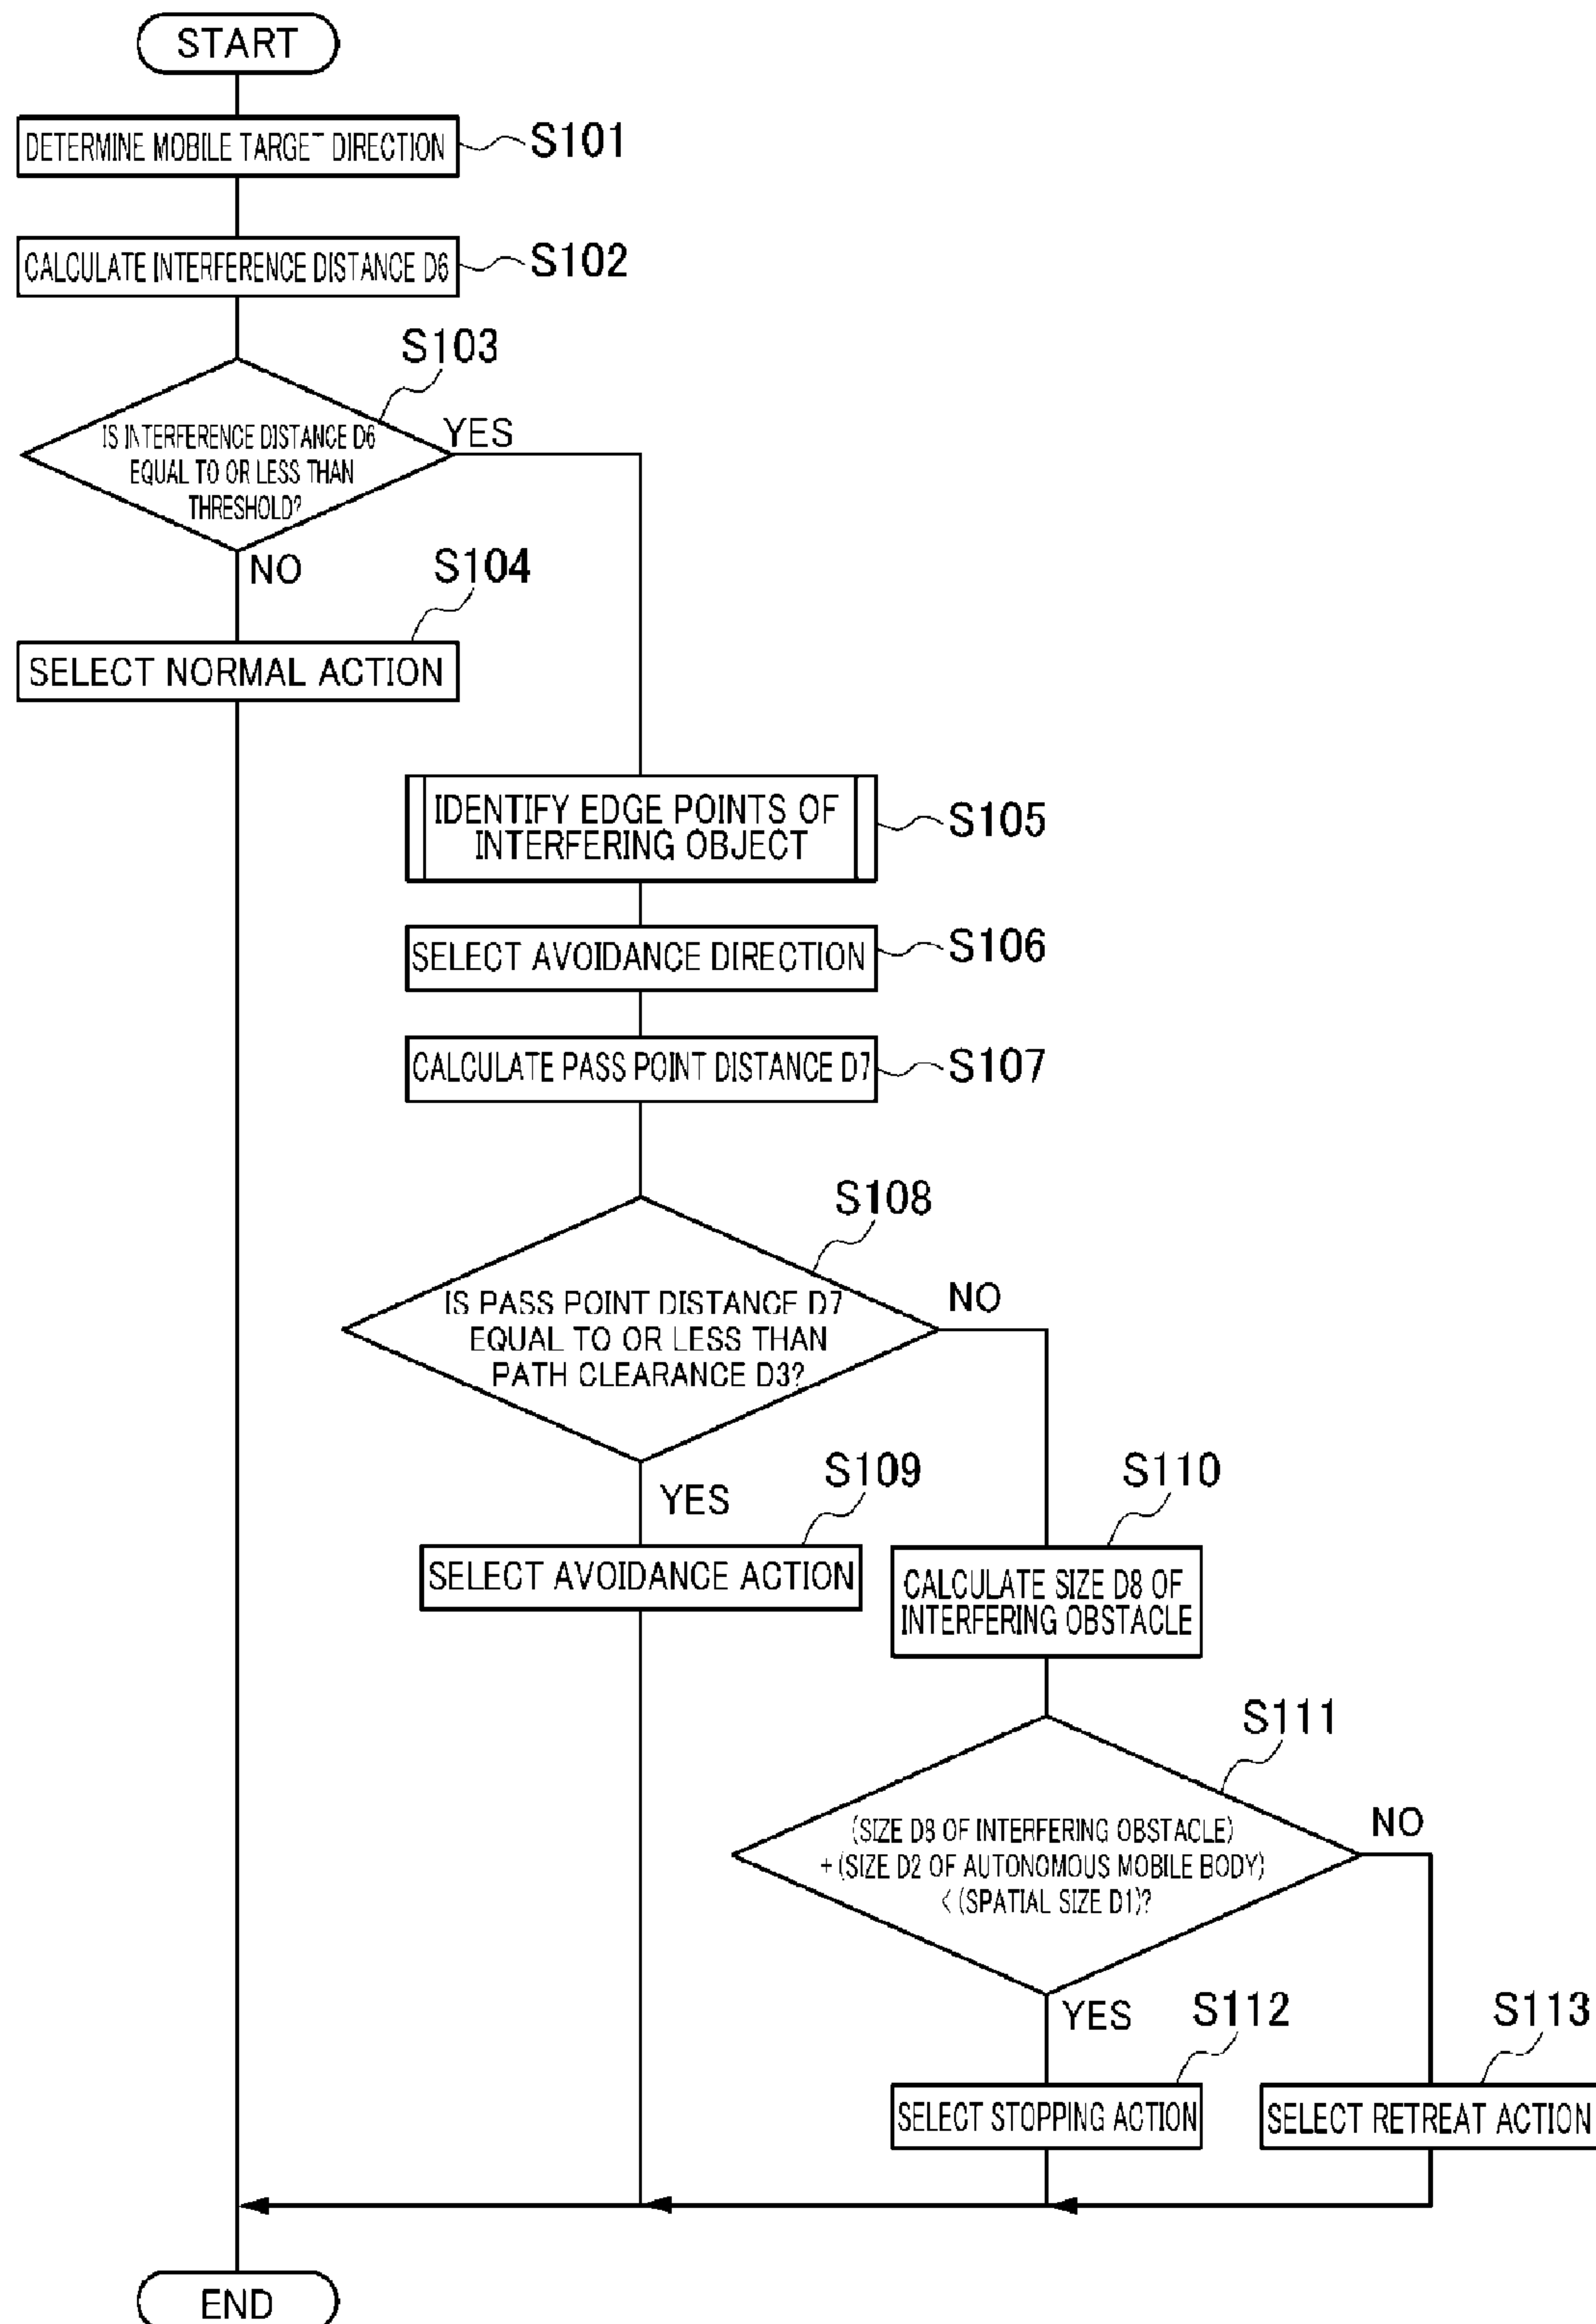 START
DETERMINE MOBILE TARGET DIRECTION
S101
CALCULATE INTERFERENCE DISTANCE D6
S102
S103
IS INTERFERENCE DISTANCE D6
EQUAL TO OR LESS THAN
THRESHOLD?
YES
NO
S104
SELECT NORMAL ACTION
IDENTIFY EDGE POINTS OF
INTERFERING OBJECT
S105
SELECT AVOIDANCE DIRECTION
S106
CALCULATE PASS POINT DISTANCE D7
S107
S108
IS PASS POINT DISTANCE D7
EQUAL TO OR LESS THAN
PATH CLEARANCE D3?
NO
YES
S109
SELECT AVOIDANCE ACTION
S110
CALCULATE SIZE D8 OF
INTERFERING OBSTACLE
S111
(SIZE D8 OF INTERFERING OBSTACLE)
+ (SIZE D2 OF AUTONOMOUS MOBILE BODY)
< (SPATIAL SIZE D1)?
NO
YES
S112
SELECT STOPPING ACTION
S113
SELECT RETREAT ACTION
END